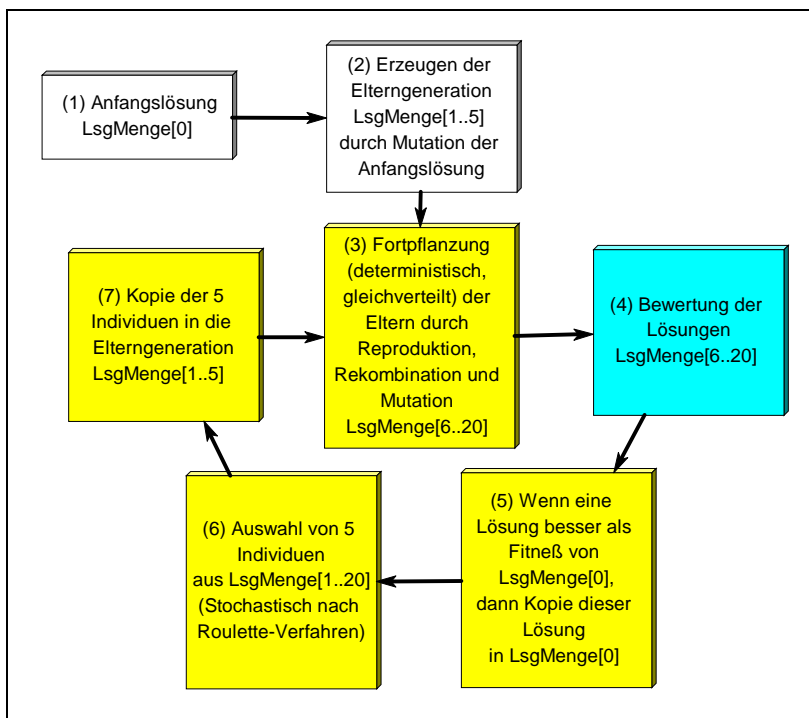 (1) Anfangslösung
LsgMenge[0]
(2) Erzeugen der
Elterngeneration
LsgMenge[1..5]
durch Mutation der
Anfangslösung
(3) Fortpflanzung
(deterministisch,
gleichverteilt) der
Eltern durch
Reproduktion,
Rekombination und
Mutation
LsgMenge[6..20]
(4) Bewertung der
Lösungen
LsgMenge[6..20]
(5) Wenn eine
Lösung besser als
Fitneß von
LsgMenge[0],
dann Kopie dieser
Lösung
in LsgMenge[0]
(6) Auswahl von 5
Individuen
aus LsgMenge[1..20]
(Stochastisch nach
Roulette-Verfahren)
(7) Kopie der 5
Individuen in die
Elterngeneration
LsgMenge[1..5]